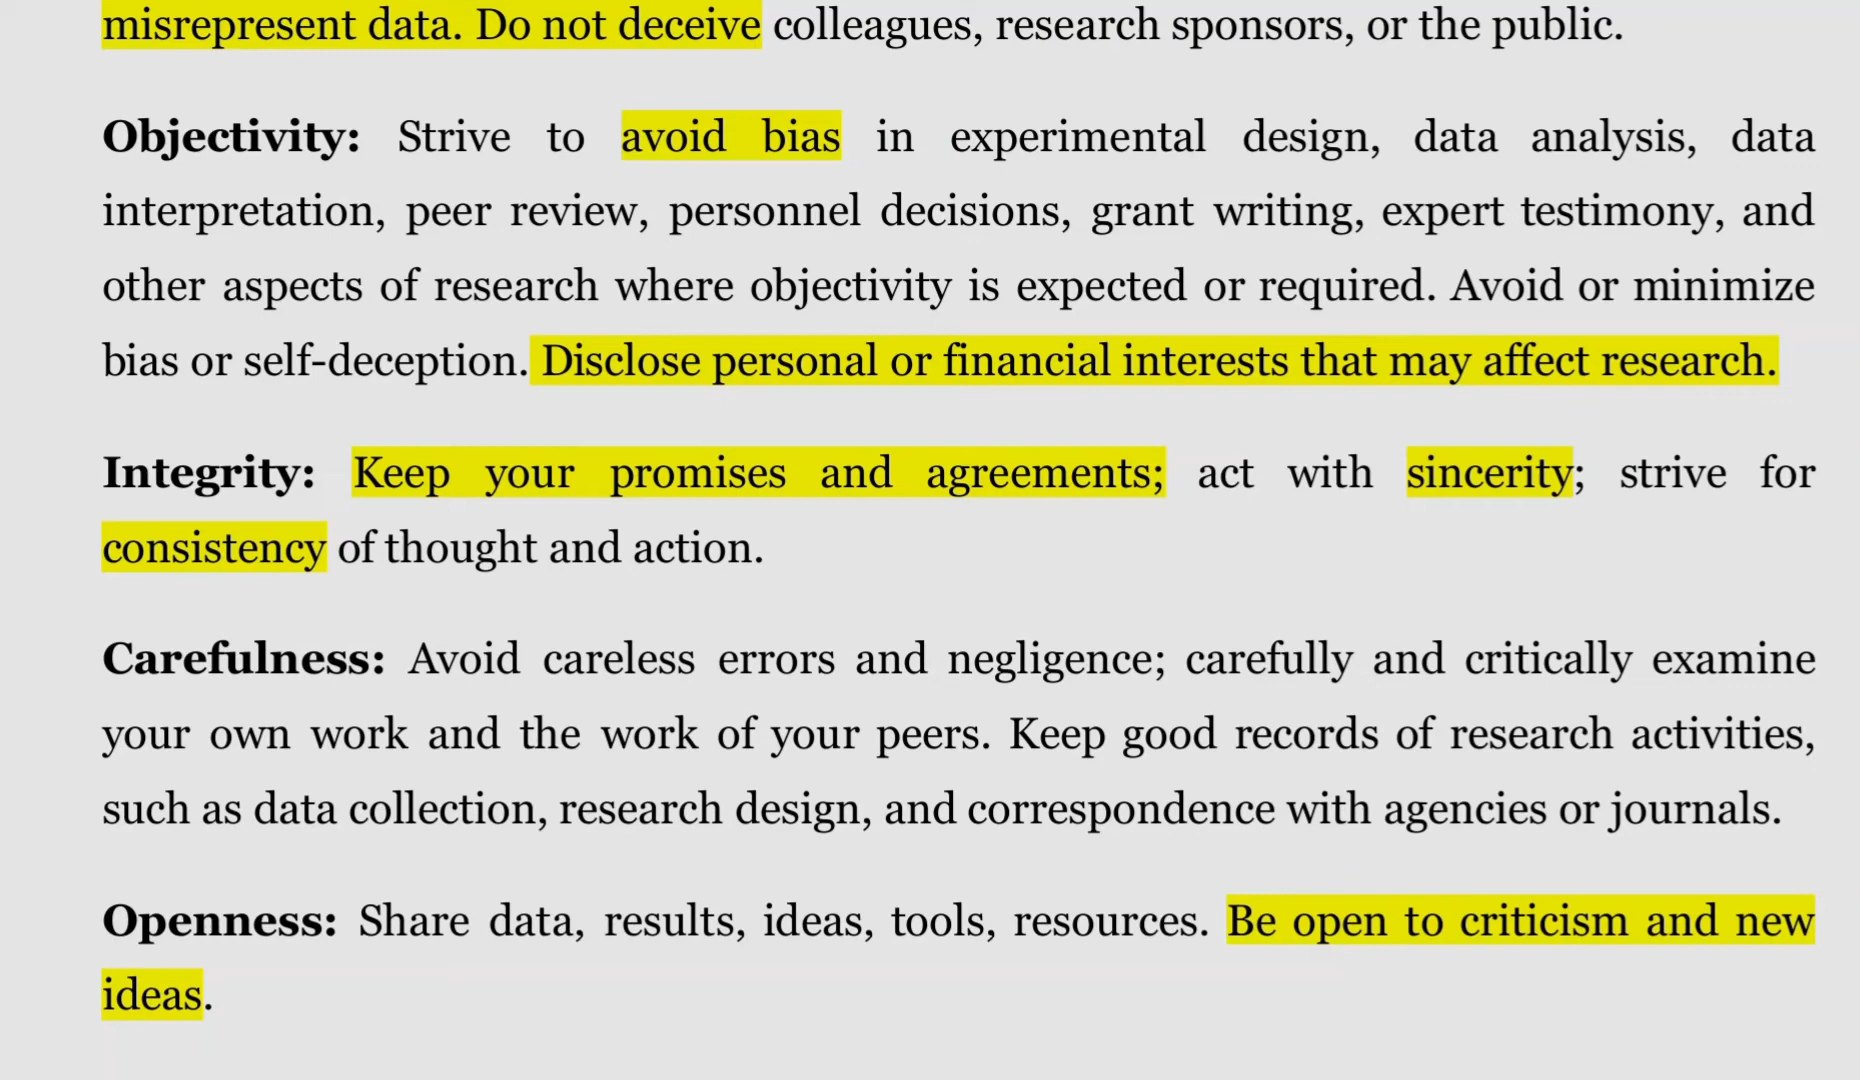 misrepresent data. Do not deceive colleagues, research sponsors, or the public.
Objectivity: Strive to avoid bias in experimental design, data analysis, data
interpretation, peer review, personnel decisions, grant writing, expert testimony, and
other aspects of research where objectivity is expected or required. Avoid or minimize
bias or self-deception. Disclose personal or financial interests that may affect research.
Integrity: Keep your promises and agreements; act with sincerity; strive for
consistency of thought and action.
Carefulness: Avoid careless errors and negligence; carefully and critically examine
your own work and the work of your peers. Keep good records of research activities,
such as data collection, research design, and correspondence with agencies or journals.
Openness: Share data, results, ideas, tools, resources. Be open to criticism and new
ideas.